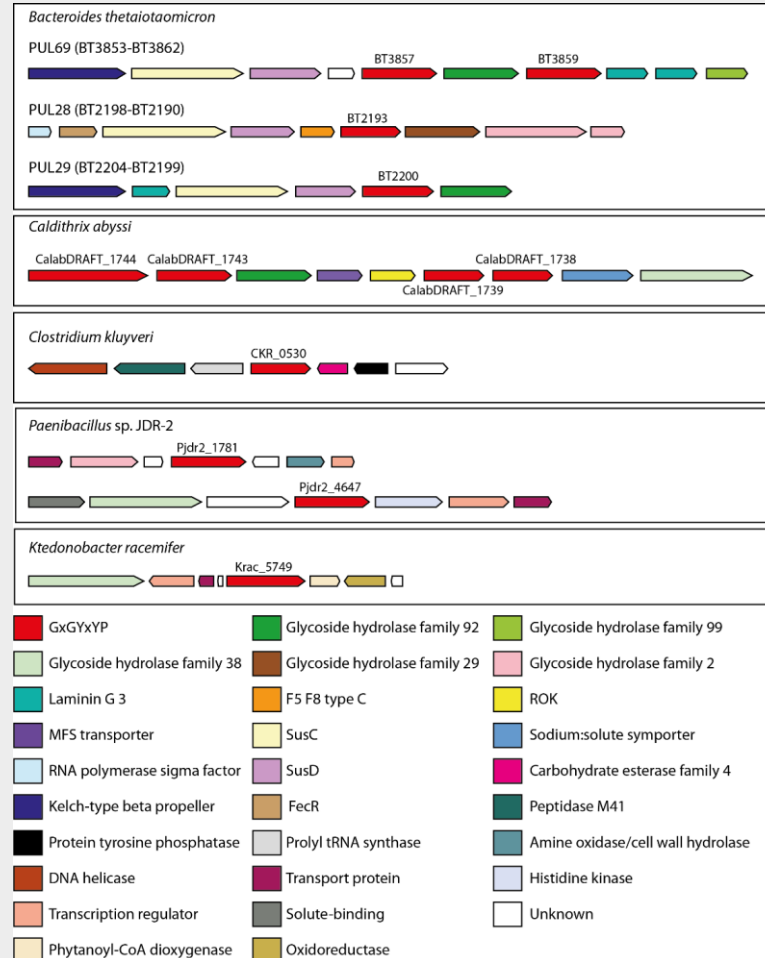 Bacteroides thetaiotaomicron
PUL69 (BT3853-BT3862)
BT3857 BT3859
PUL28 (BT2198-BT2190)
BT2193
PUL29 (BT2204-BT2199)
BT2200
Caldithrix abyssi
CalabDRAFT_1744 CalabDRAFT_1743 CalabDRAFT_1738
CalabDRAFT_1739
Clostridium kluyveri
CKR_0530
Paenibacillus sp. JDR-2
Pjdr2_1781
Pjdr2_4647
Ktedonobacter racemifer
Krac_5749
GxGYxYP Glycoside hydrolase family 92 Glycoside hydrolase family 99
Glycoside hydrolase family 38 Glycoside hydrolase family 29 Glycoside hydrolase family 2
Laminin G 3 F5 F8 type C ROK
MFS transporter SusC Sodium:solute symporter
RNA polymerase sigma factor SusD Carbohydrate esterase family 4
Kelch-type beta propeller FecR Peptidase M41
Protein tyrosine phosphatase Prolyl tRNA synthase Amine oxidase/cell wall hydrolase
DNA helicase Transport protein Histidine kinase
Transcription regulator Solute-binding Unknown
Phytanoyl-CoA dioxygenase Oxidoreductase